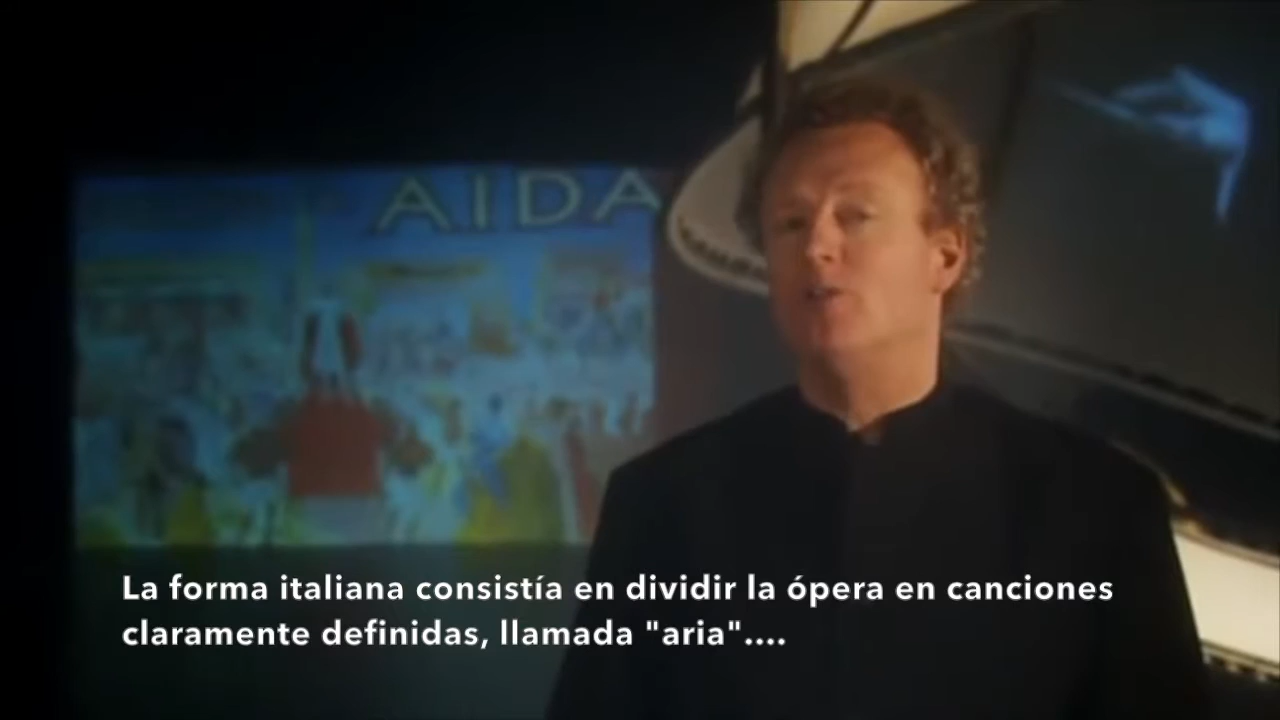 AIDA
La forma italiana consistía en dividir la ópera en canciones
claramente definidas, llamada "aria"....